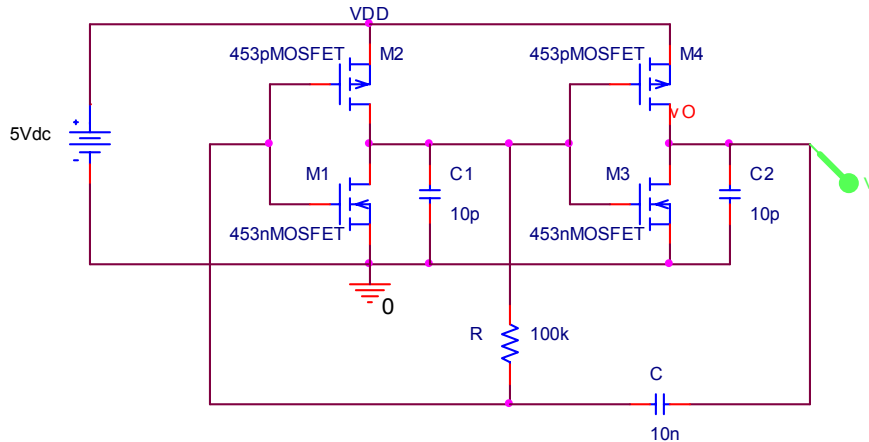 VDD
453pMOSFET
M2
453pMOSFET
M4
5Vdc
+
-
vO
M1
C1
M3
C2
10p
10p
453nMOSFET
453nMOSFET
0
R
100k
C
10n